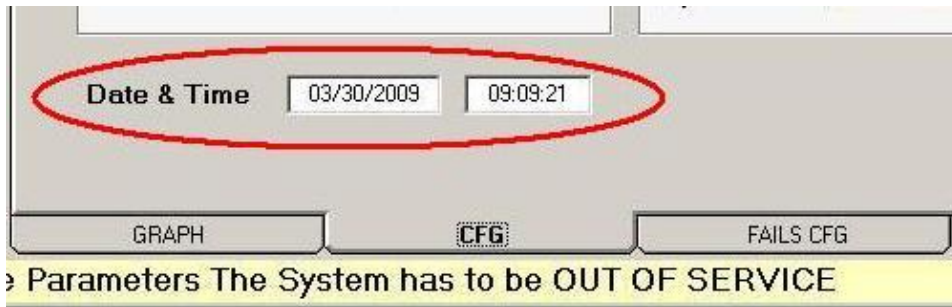 Date & Time 03/30/2009 09:09:21
GRAPH CFG FAILS CFG
Parameters The System has to be OUT OF SERVICE